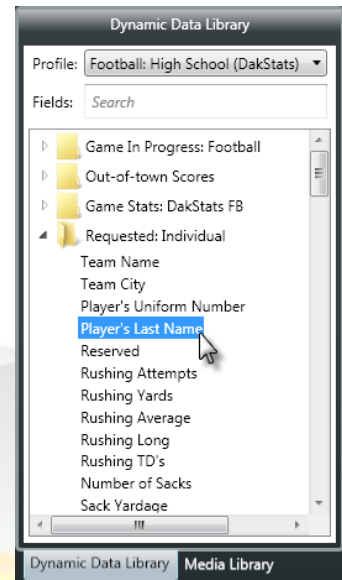 Dynamic Data Library
Profile: Football: High School (DakStats)
Fields: Search
Game In Progress: Football
Out-of-town Scores
Game Stats: DakStats FB
Requested: Individual
Team Name
Team City
Player's Uniform Number
Player's Last Name
Reserved
Rushing Attempts
Rushing Yards
Rushing Average
Rushing Long
Rushing TD's
Number of Sacks
Sack Yardage
Dynamic Data Library Media Library